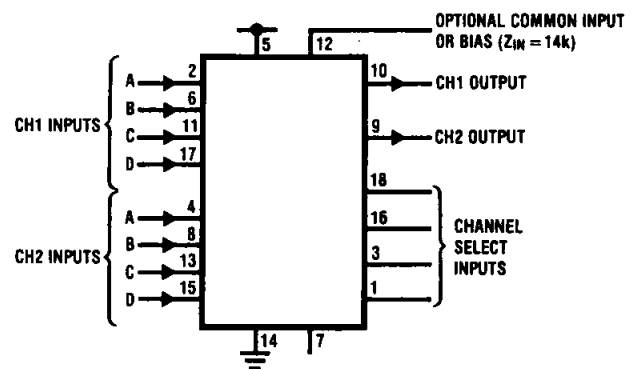 OPTIONAL COMMON INPUT
OR BIAS (ZIN = 14k)
5
12
CH1 INPUTS
A
2
B
6
C
11
D
17
10
CH1 OUTPUT
9
CH2 OUTPUT
CH2 INPUTS
A
4
B
8
C
13
D
15
18
16
3
1
CHANNEL
SELECT
INPUTS
14
7